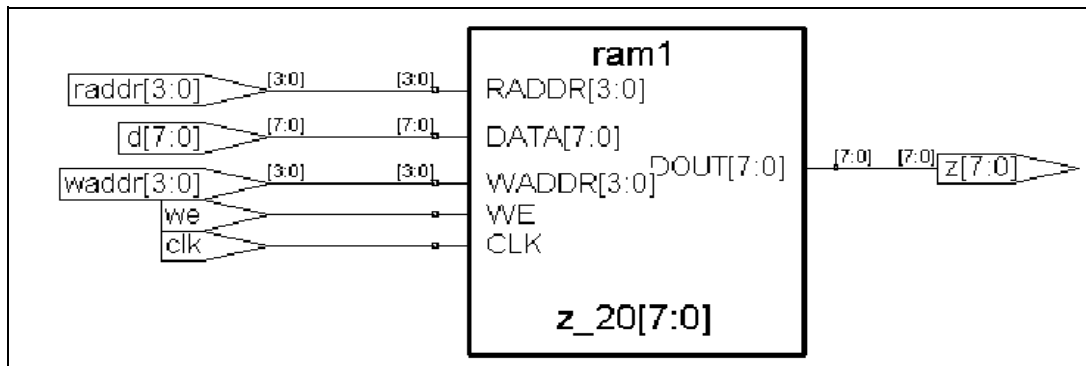 ram1
raddr[3:0] [3:0] [3:0] RADDR[3:0]
d[7:0] [7:0] [7:0] DATA[7:0]
DOUT[7:0] [7:0] [7:0] z[7:0]
waddr[3:0] [3:0] [3:0] WADDR[3:0]
we WE
clk CLK
z_20[7:0]